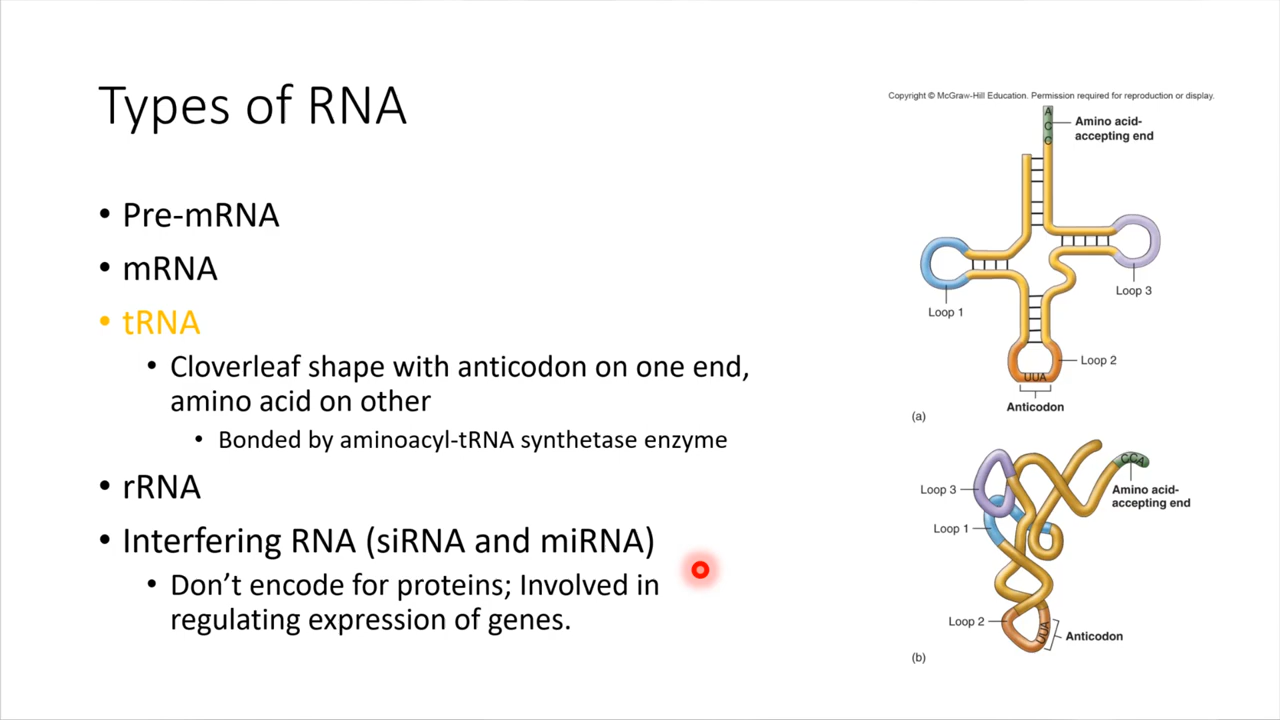 Types of RNA
• Pre-mRNA
• mRNA
• tRNA
• Cloverleaf shape with anticodon on one end,
amino acid on other
• Bonded by aminoacyl-tRNA synthetase enzyme
• rRNA
• Interfering RNA (siRNA and miRNA)
• Don’t encode for proteins; Involved in
regulating expression of genes.
Copyright © McGraw-Hill Education. Permission required for reproduction or display.
A
C
C
Amino acid-
accepting end
Loop 3
Loop 1
Loop 2
UUA
Anticodon
(a)
CCA
Loop 3
Amino acid-
accepting end
Loop 1
Loop 2
UUA
Anticodon
(b)